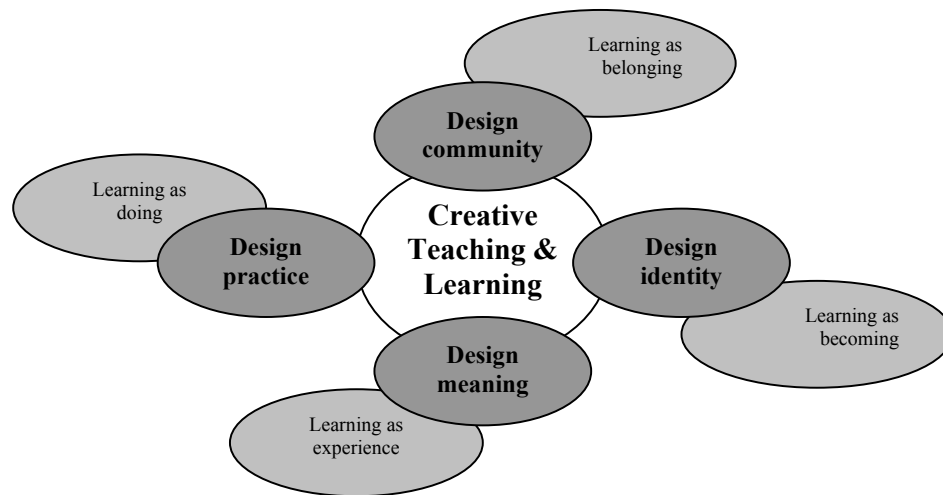 Learning as
belonging
Design
community
Learning as
doing
Design
practice
Creative
Teaching &
Learning
Design
identity
Learning as
becoming
Design
meaning
Learning as
experience